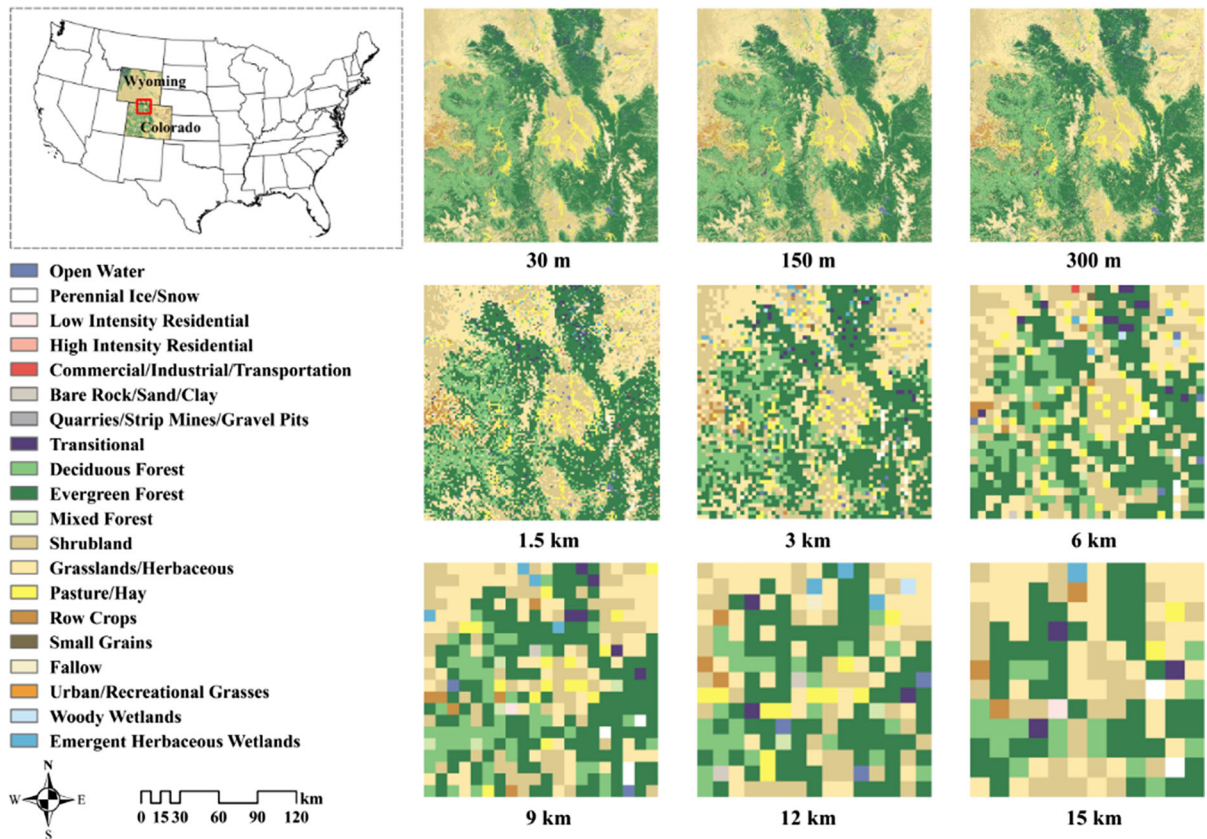 Wyoming
Colorado
30 m
150 m
300 m
Open Water
Perennial Ice/Snow
Low Intensity Residential
High Intensity Residential
Commercial/Industrial/Transportation
Bare Rock/Sand/Clay
Quarries/Strip Mines/Gravel Pits
Transitional
Deciduous Forest
Evergreen Forest
Mixed Forest
Shrubland
Grasslands/Herbaceous
Pasture/Hay
Row Crops
Small Grains
Fallow
Urban/Recreational Grasses
Woody Wetlands
Emergent Herbaceous Wetlands
1.5 km
3 km
6 km
N
W E
S
km
0 15 30 60 90 120
9 km
12 km
15 km